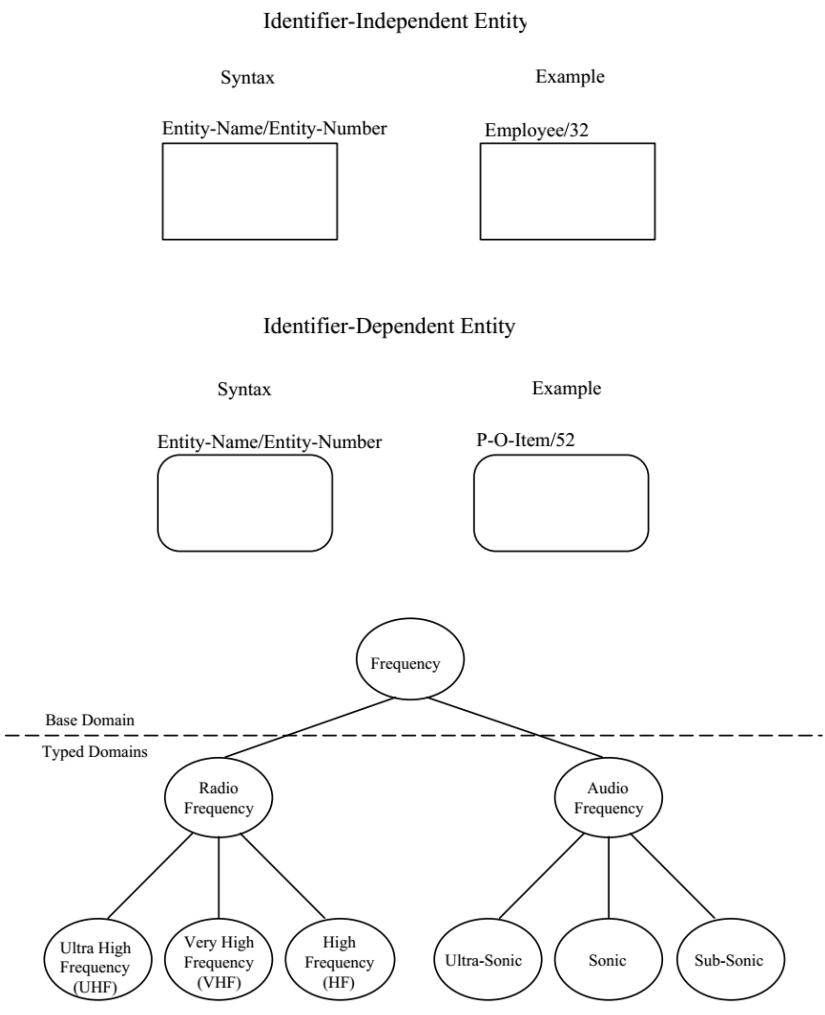 Identifier-Independent Entity
Syntax
Example
Entity-Name/Entity-Number
Employee/32
Identifier-Dependent Entity
Syntax
Example
Entity-Name/Entity-Number
P-O-Item/52
Frequency
Base Domain
Typed Domains
Radio
Frequency
Audio
Frequency
Ultra High
Frequency
(UHF)
Very High
Frequency
(VHF)
High
Frequency
(HF)
Ultra-Sonic
Sonic
Sub-Sonic